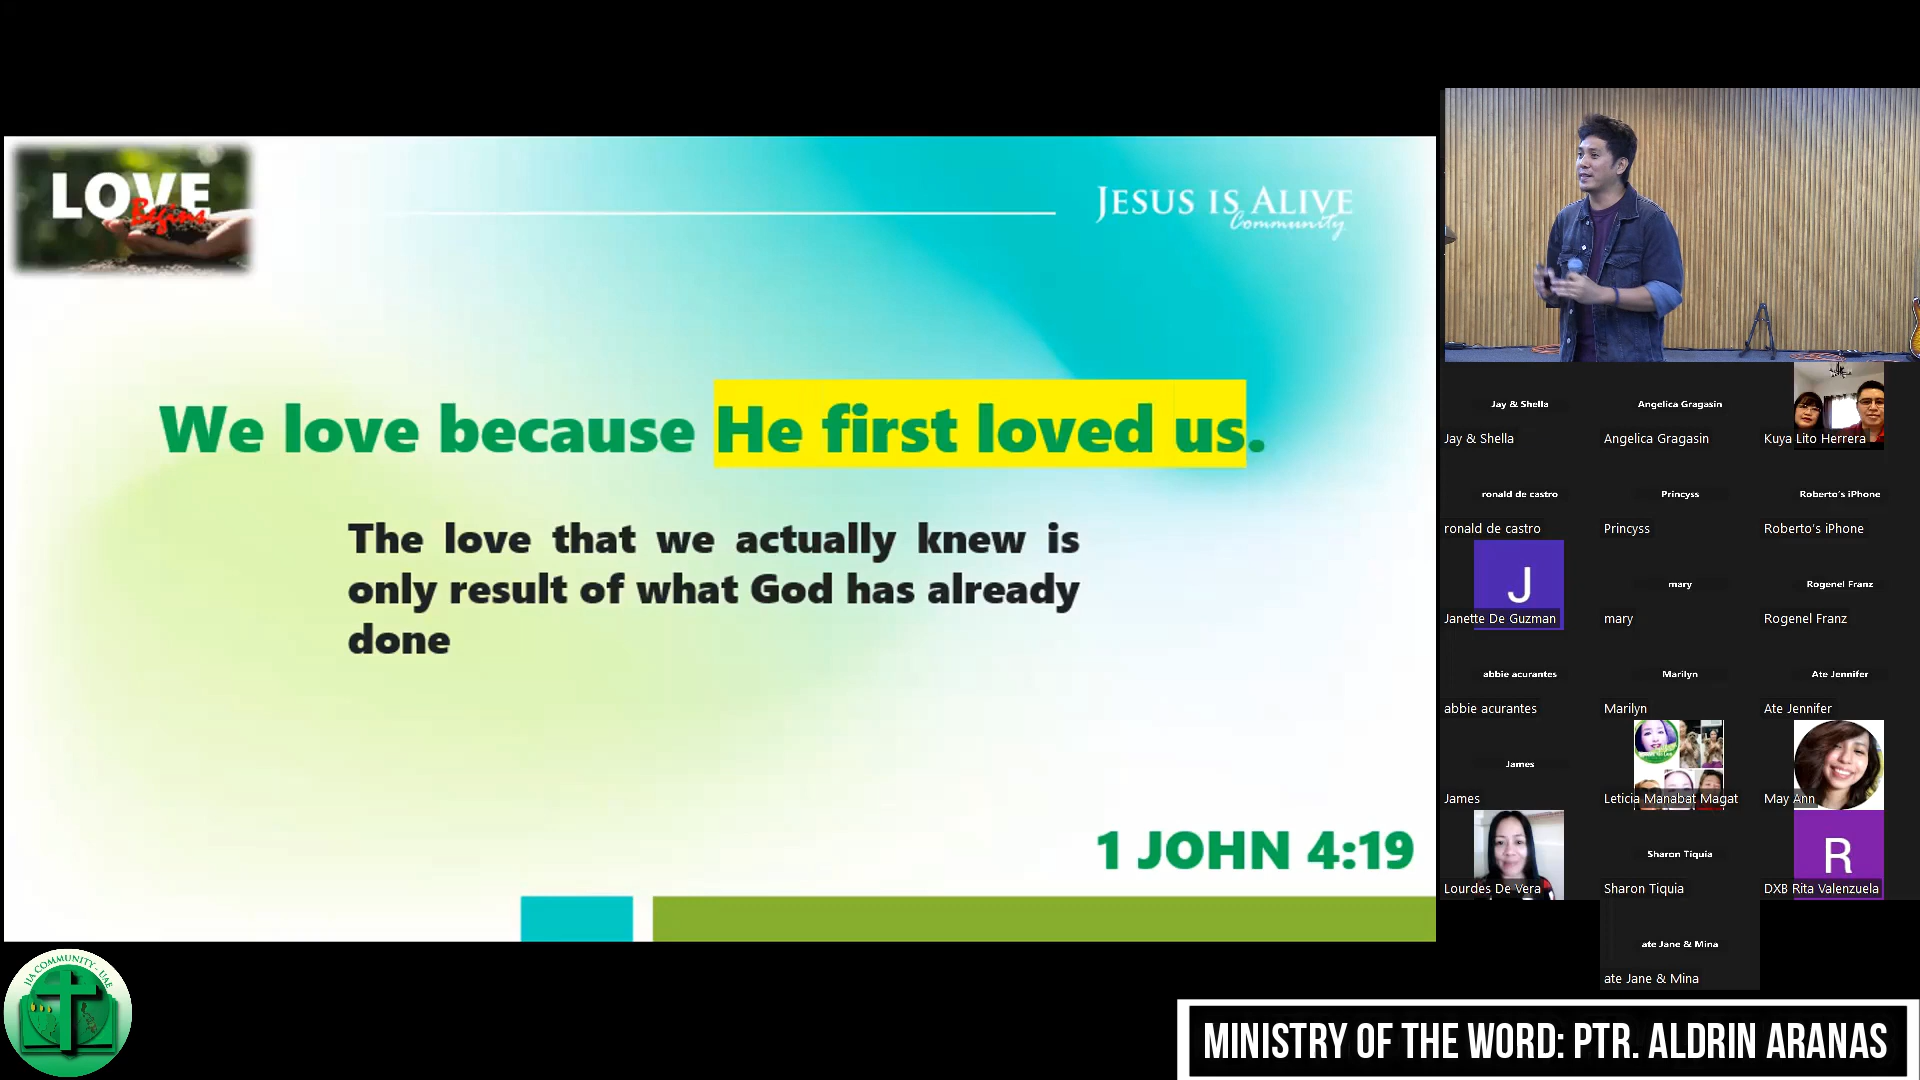 LOVE
Begins
JESUS IS ALIVE
Community
We love because He first loved us.
The love that we actually knew is
only result of what God has already
done
1 JOHN 4:19
Jay & Shella
Jay & Shella
Angelica Gragasin
Angelica Gragasin
Kuya Lito Herrera
ronald de castro
ronald de castro
Princyss
Princyss
Roberto's iPhone
Roberto's iPhone
J
Janette De Guzman
mary
mary
Rogenel Franz
Rogenel Franz
abbie acurantes
abbie acurantes
Marilyn
Marilyn
Ate Jennifer
Ate Jennifer
James
James
Leticia Manabat Magat
May Ann
Lourdes De Vera
Sharon Tiquia
Sharon Tiquia
R
DXB Rita Valenzuela
ate Jane & Mina
ate Jane & Mina
JIA COMMUNITY - UAE
MINISTRY OF THE WORD: PTR. ALDRIN ARANAS